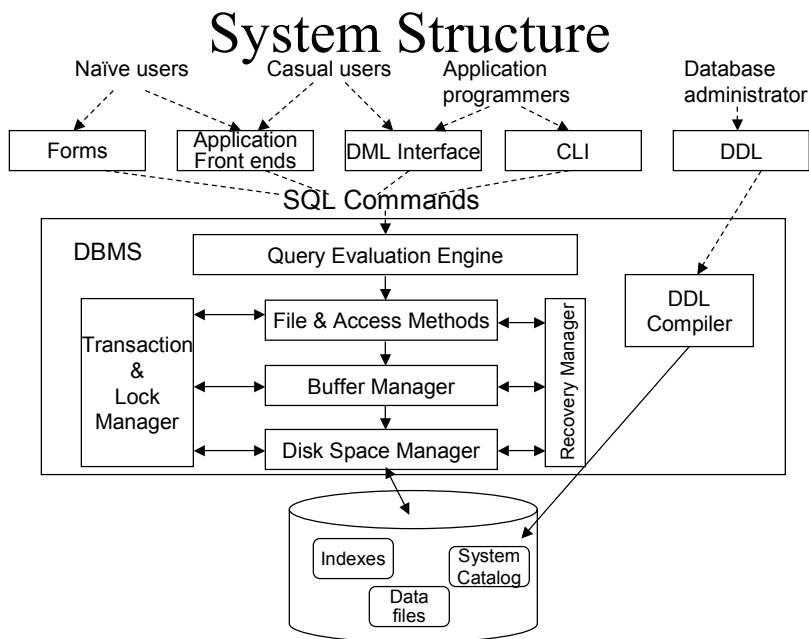 System Structure
Naïve users
Casual users
Application
programmers
Database
administrator
Forms
Application
Front ends
DML Interface
CLI
DDL
SQL Commands
DBMS
Query Evaluation Engine
Transaction
&
Lock
Manager
File & Access Methods
Buffer Manager
Disk Space Manager
Recovery Manager
DDL
Compiler
Indexes
System
Catalog
Data
files